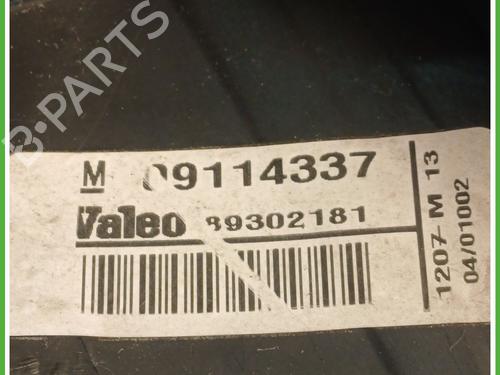 B-PARTS
M 09114337
Valeo 89302181
1207-M 13
04/01002